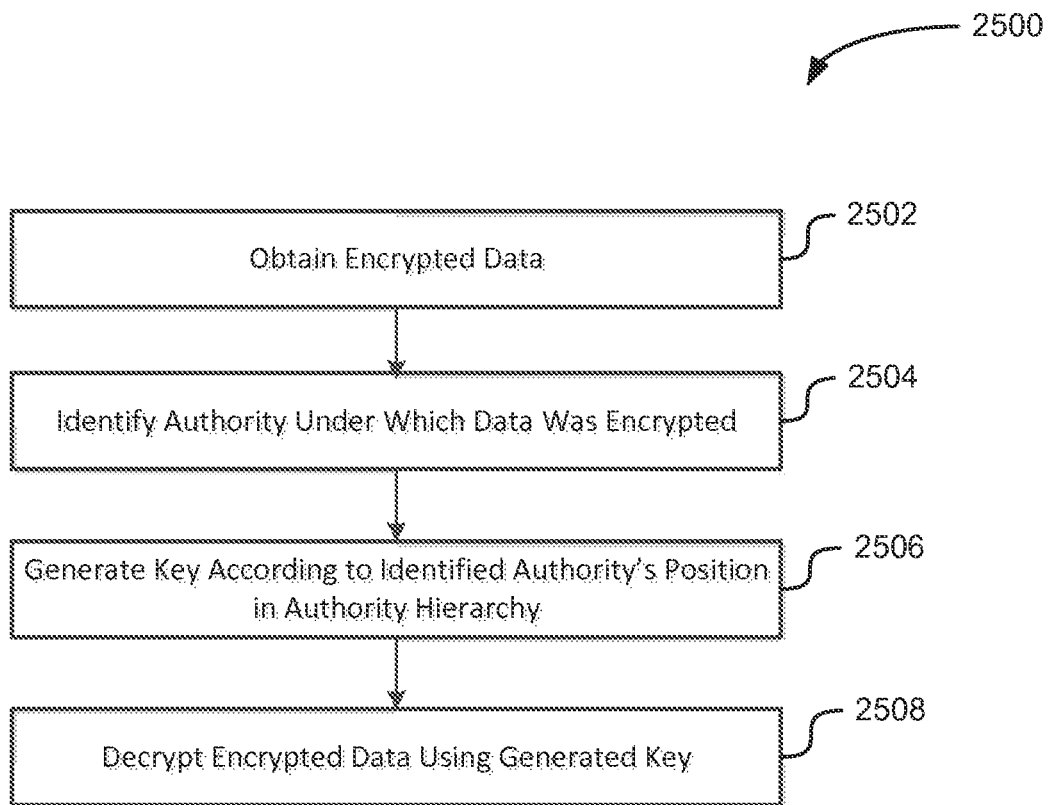 2500
2502
Obtain Encrypted Data
2504
Identify Authority Under Which Data Was Encrypted
2506
Generate Key According to Identified Authority's Position
in Authority Hierarchy
2508
Decrypt Encrypted Data Using Generated Key